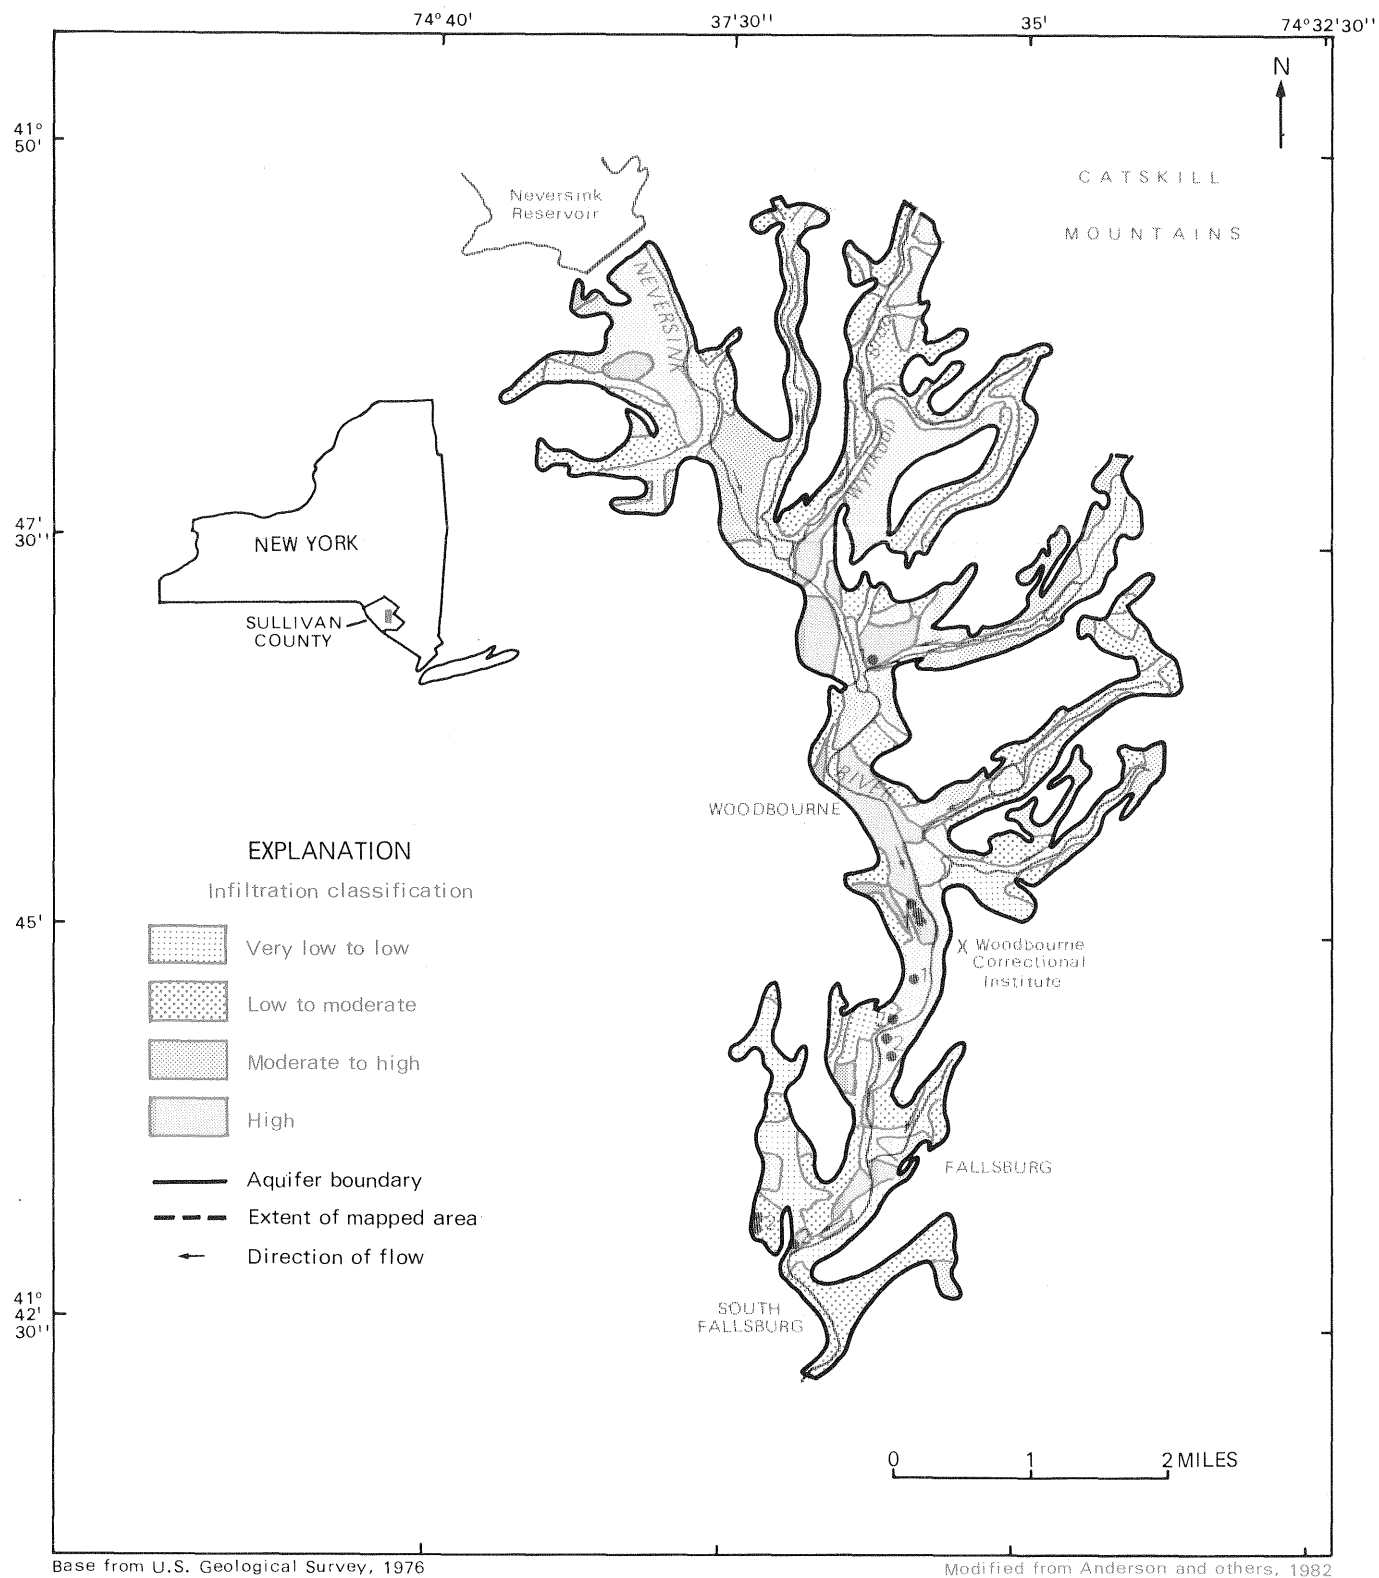 74°40'
37'30''
35'
74°32'30''
N
41°
50'
CATSKILL
MOUNTAINS
Neversink
Reservoir
NEVERSINK
Wynkoop
47'
30''
NEW YORK
SULLIVAN
COUNTY
RIVER
WOODBOURNE
EXPLANATION
Infiltration classification
45'
Very low to low
X Woodbourne
Correctional
Institute
Low to moderate
Moderate to high
High
FALLSBURG
Aquifer boundary
Extent of mapped area
Direction of flow
41°
42'
30''
SOUTH
FALLSBURG
0 1 2 MILES
Base from U.S. Geological Survey, 1976
Modified from Anderson and others, 1982